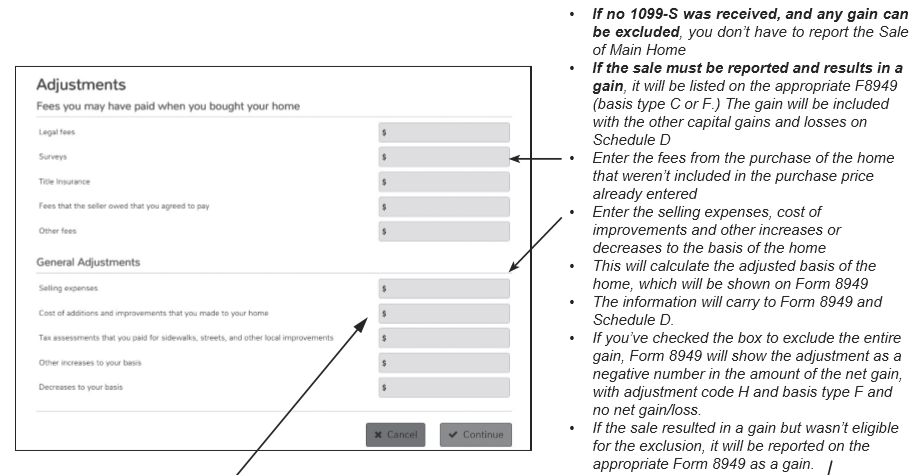 Adjustments
Fees you may have paid when you bought your home
Legal fees
$
Surveys
$
Title Insurance
$
Fees that the seller owed that you agreed to pay
$
Other fees
$
General Adjustments
Selling expenses
$
Cost of additions and improvements that you made to your home
$
Tax assessments that you paid for sidewalks, streets, and other local improvements
$
Other increases to your basis
$
Decreases to your basis
$
✖ Cancel
✔ Continue
• If no 1099-S was received, and any gain can
be excluded, you don't have to report the Sale
of Main Home
• If the sale must be reported and results in a
gain, it will be listed on the appropriate F8949
(basis type C or F.) The gain will be included
with the other capital gains and losses on
Schedule D
• Enter the fees from the purchase of the home
that weren't included in the purchase price
already entered
• Enter the selling expenses, cost of
improvements and other increases or
decreases to the basis of the home
• This will calculate the adjusted basis of the
home, which will be shown on Form 8949
• The information will carry to Form 8949 and
Schedule D.
• If you've checked the box to exclude the entire
gain, Form 8949 will show the adjustment as a
negative number in the amount of the net gain,
with adjustment code H and basis type F and
no net gain/loss.
• If the sale resulted in a gain but wasn't eligible
for the exclusion, it will be reported on the
appropriate Form 8949 as a gain.